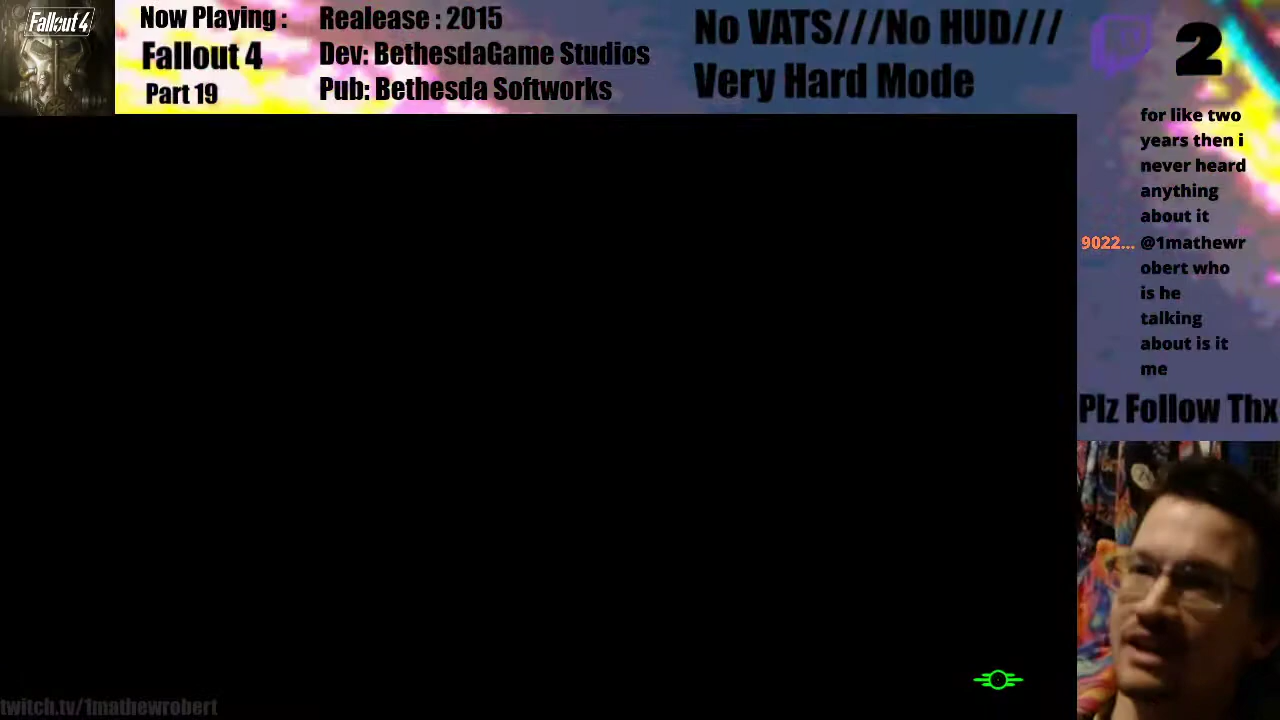 Fallout 4
Now Playing :
Fallout 4
Part 19
Realease : 2015
Dev: BethesdaGame Studios
Pub: Bethesda Softworks
No VATS///No HUD///
Very Hard Mode
2
for like two
years then i
never heard
anything
about it
9022... @1mathewr
obert who
is he
talking
about is it
me
Plz Follow Thx
twitch.tv/1mathewrobert